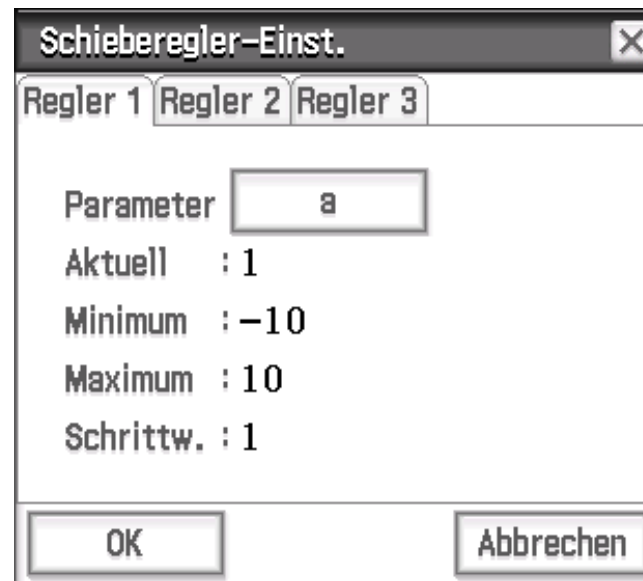 Schieberegler-Einst.
Regler 1 Regler 2 Regler 3
Parameter a
Aktuell : 1
Minimum : -10
Maximum : 10
Schrittw. : 1
OK Abbrechen